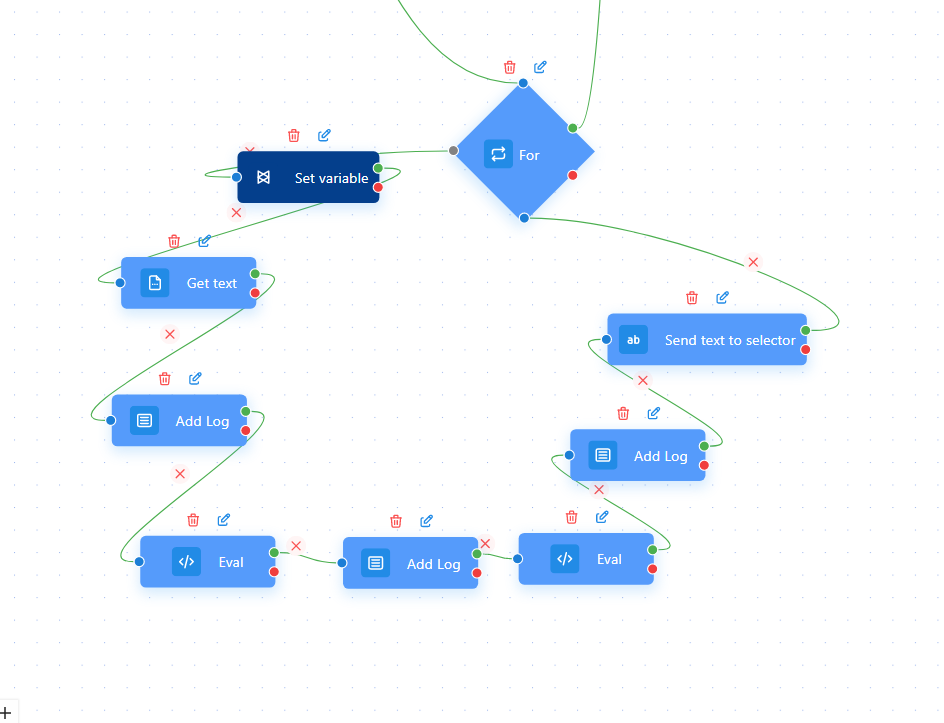 For
Set variable
Get text
ab
Send text to selector
Add Log
Add Log
Eval
Add Log
Eval